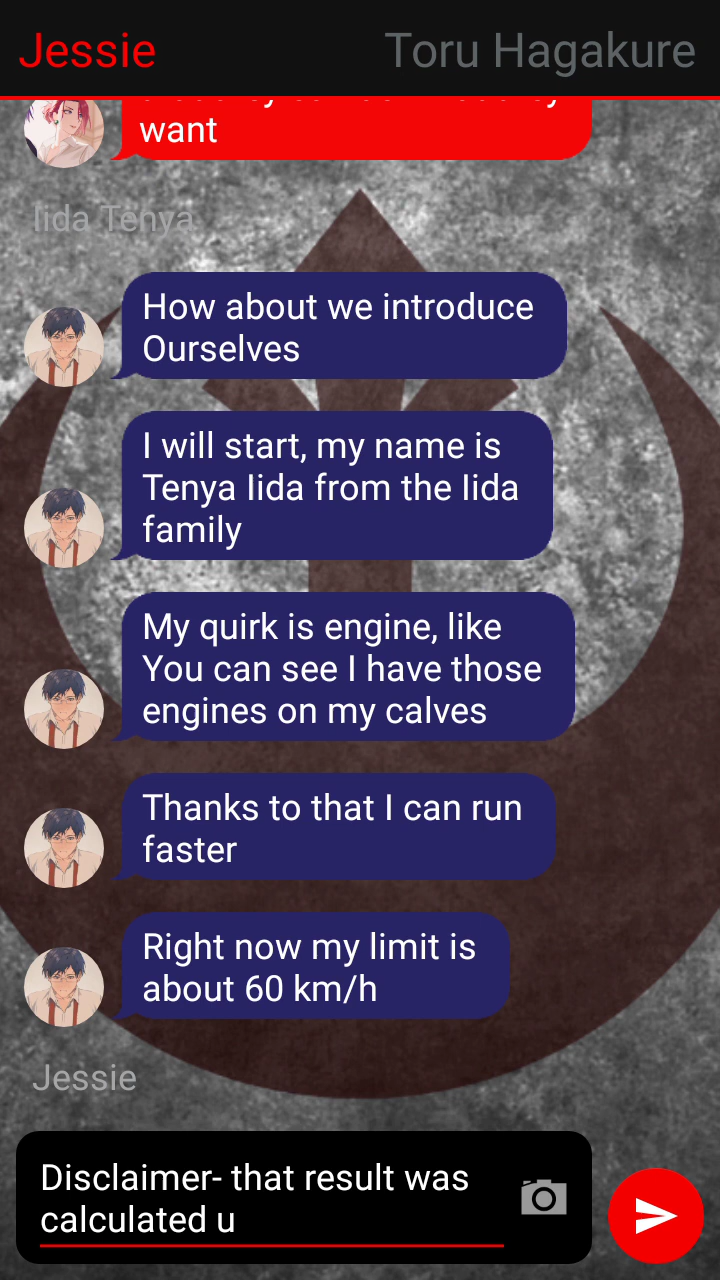 Jessie
Toru Hagakure
want
Iida Tenya
How about we introduce
Ourselves
I will start, my name is
Tenya Iida from the Iida
family
My quirk is engine, like
You can see I have those
engines on my calves
Thanks to that I can run
faster
Right now my limit is
about 60 km/h
Jessie
Disclaimer- that result was
calculated u